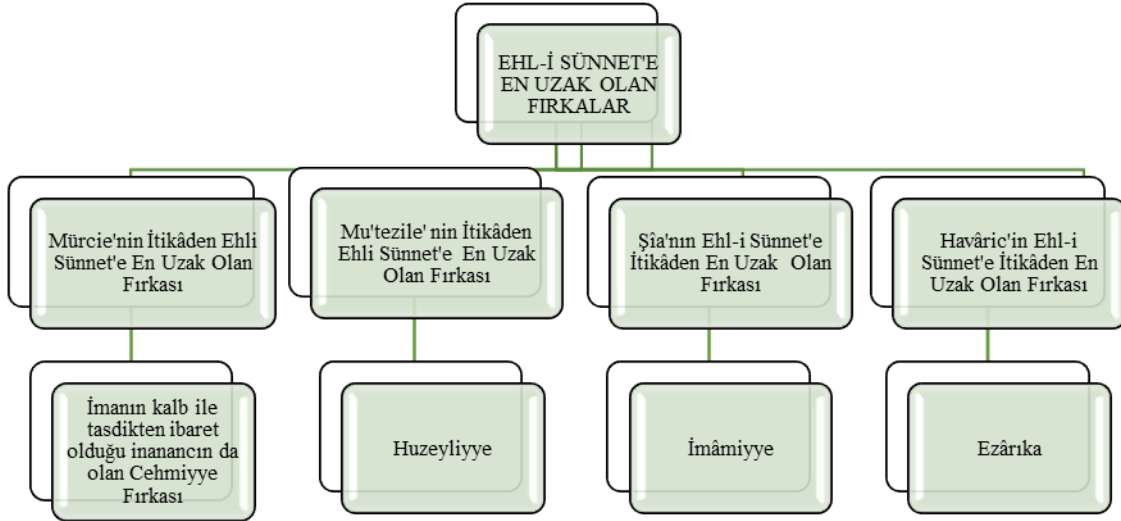 EHL-İ SÜNNET'E
EN UZAK OLAN
FIRKALAR
Mürcie'nin İtikâden Ehli
Sünnet'e En Uzak Olan
Fırkası
Mu'tezile' nin İtikâden
Ehli Sünnet'e En Uzak
Olan Fırkası
Şîa'nın Ehl-i Sünnet'e
İtikâden En Uzak Olan
Fırkası
Havâric'in Ehl-i
Sünnet'e İtikâden En
Uzak Olan Fırkası
İmanın kalb ile
tasdikten ibaret
olduğu inanancın da
olan Cehmiyye
Fırkası
Huzeyliyye
İmâmiyye
Ezârıka